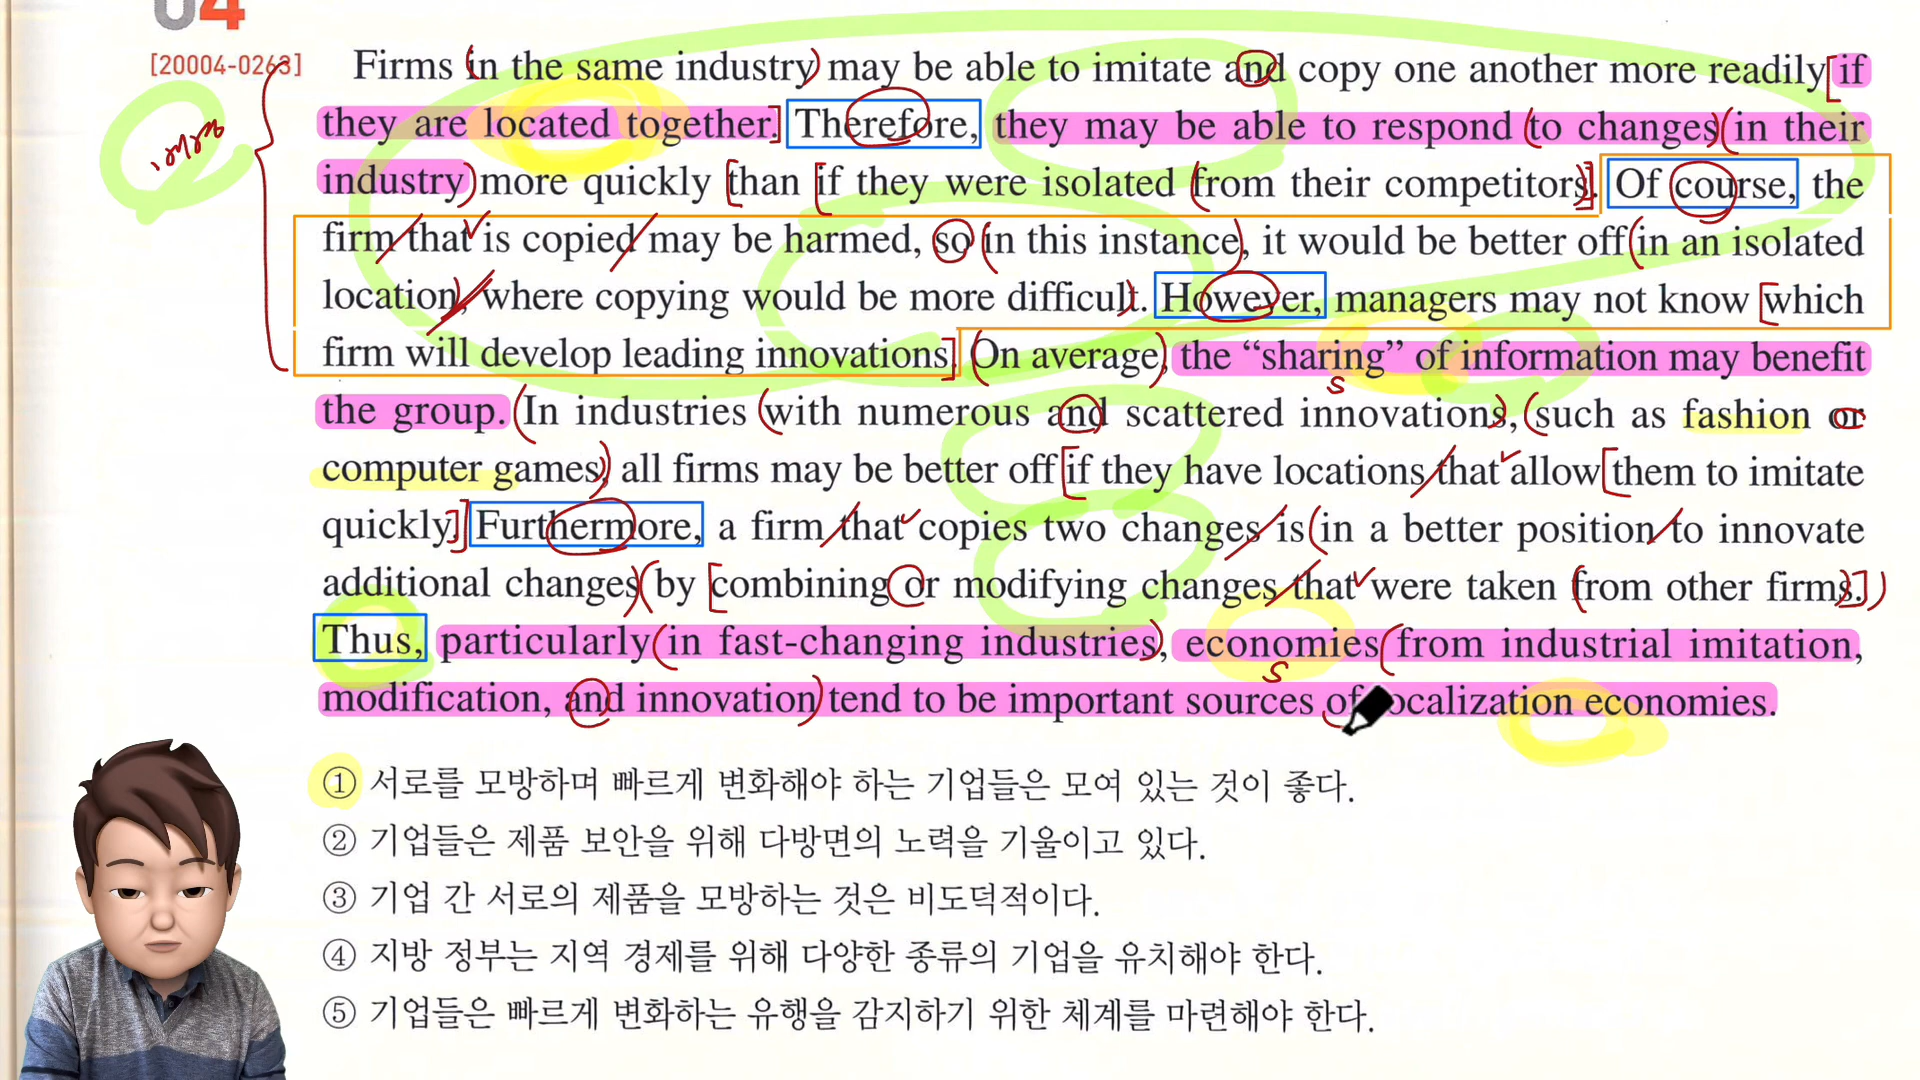 04
[20004-0263]
Firms in the same industry may be able to imitate and copy one another more readily if
they are located together. Therefore, they may be able to respond to changes in their
industry more quickly than if they were isolated from their competitors. Of course, the
firm that is copied may be harmed, so in this instance, it would be better off in an isolated
location, where copying would be more difficult. However, managers may not know which
firm will develop leading innovations. On average, the “sharing” of information may benefit
the group. In industries with numerous and scattered innovations, such as fashion or
computer games, all firms may be better off if they have locations that allow them to imitate
quickly. Furthermore, a firm that copies two changes is in a better position to innovate
additional changes by combining or modifying changes that were taken from other firms.
Thus, particularly in fast-changing industries, economies from industrial imitation,
modification, and innovation tend to be important sources of localization economies.
① 서로를 모방하며 빠르게 변화해야 하는 기업들은 모여 있는 것이 좋다.
② 기업들은 제품 보안을 위해 다방면의 노력을 기울이고 있다.
③ 기업 간 서로의 제품을 모방하는 것은 비도덕적이다.
④ 지방 정부는 지역 경제를 위해 다양한 종류의 기업을 유치해야 한다.
⑤ 기업들은 빠르게 변화하는 유행을 감지하기 위한 체계를 마련해야 한다.